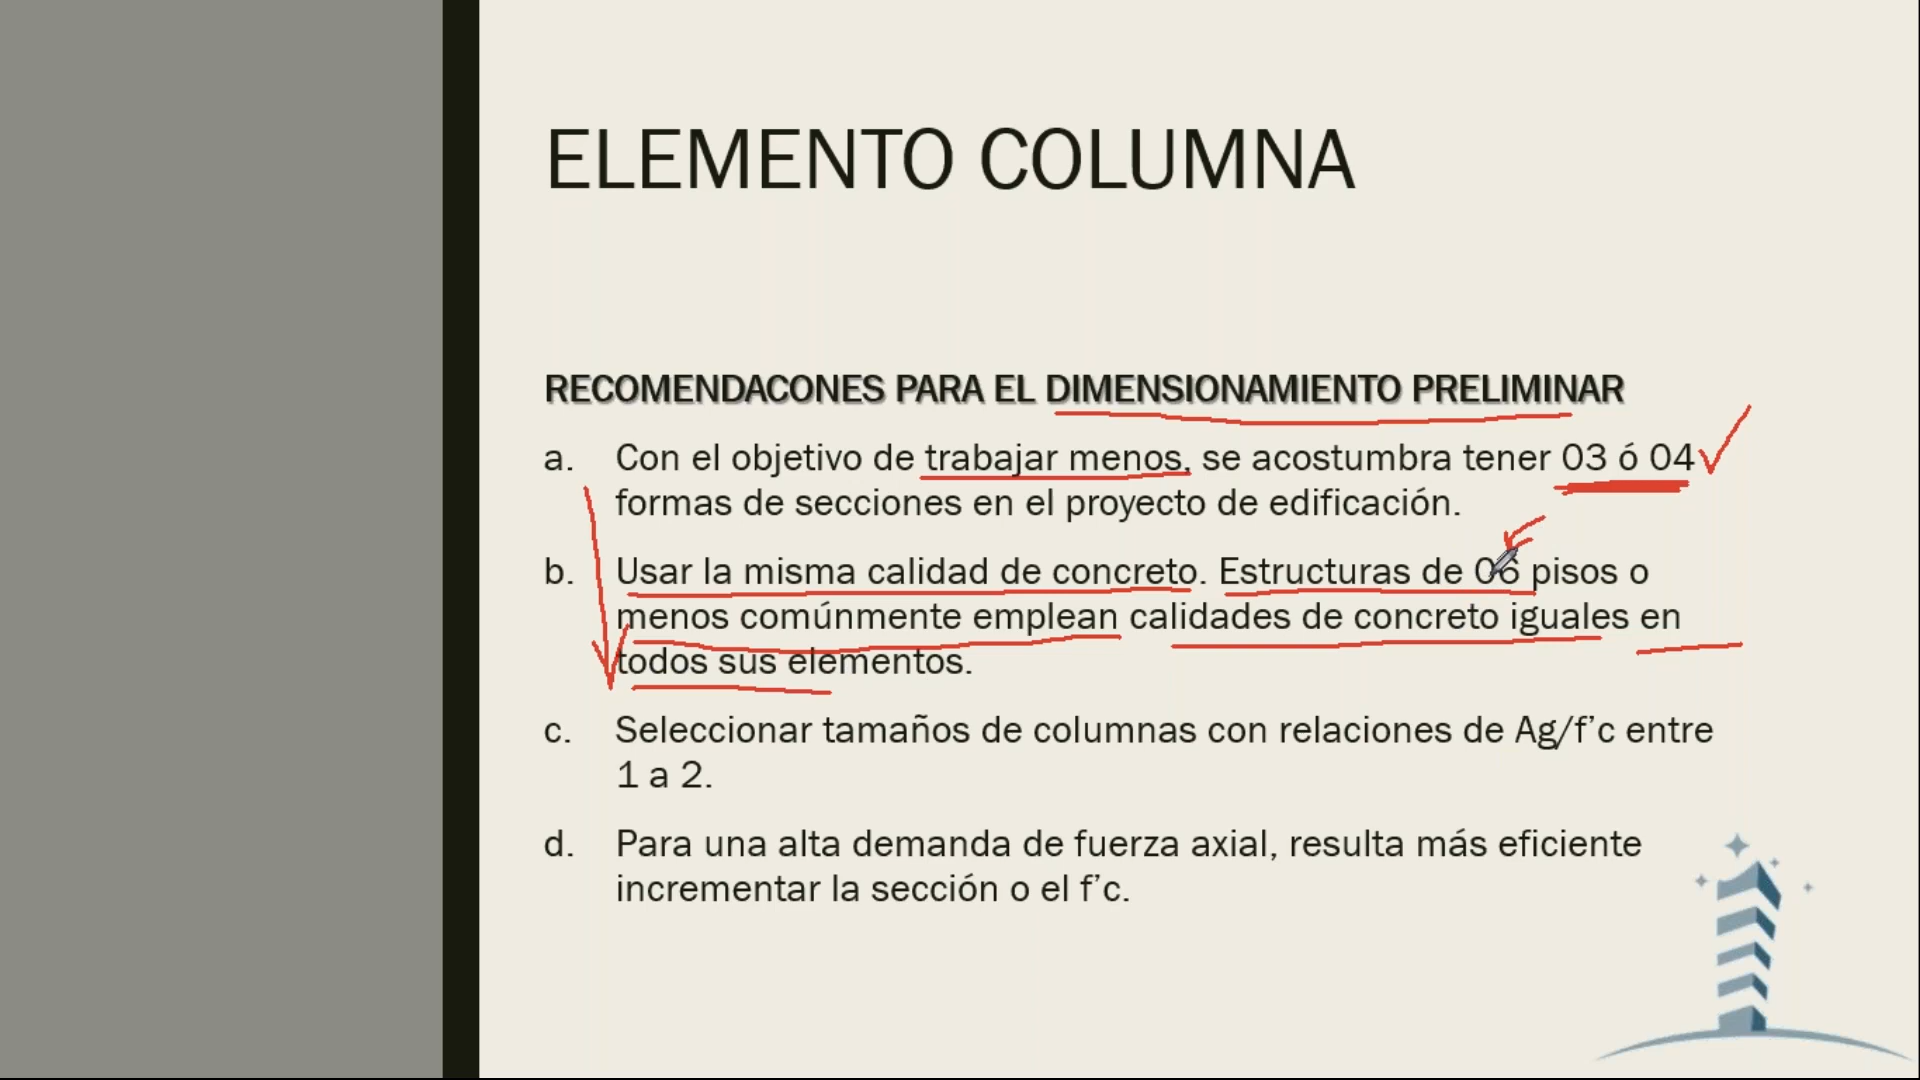 ELEMENTO COLUMNA
RECOMENDACONES PARA EL DIMENSIONAMIENTO PRELIMINAR
a. Con el objetivo de trabajar menos, se acostumbra tener 03 ó 04
formas de secciones en el proyecto de edificación.
b. Usar la misma calidad de concreto. Estructuras de 06 pisos o
menos comúnmente emplean calidades de concreto iguales en
todos sus elementos.
c. Seleccionar tamaños de columnas con relaciones de Ag/f’c entre
1 a 2.
d. Para una alta demanda de fuerza axial, resulta más eficiente
incrementar la sección o el f’c.